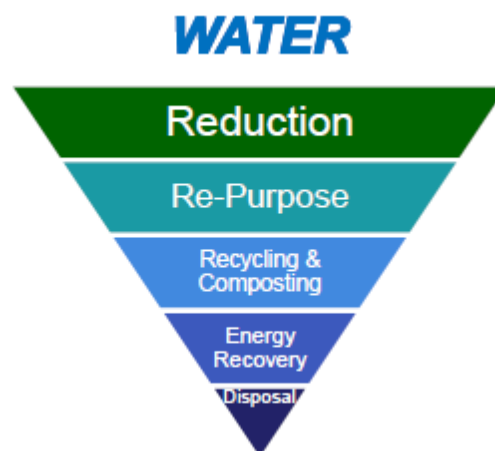 WATER
Reduction
Re-Purpose
Recycling &
Composting
Energy
Recovery
Disposal